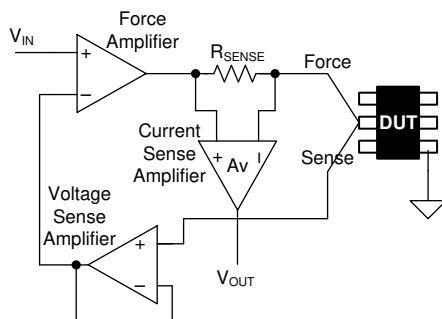 Force
Amplifier
V_IN
+
−
R_SENSE
Force
DUT
Current
Sense
Amplifier
+ Av −
Sense
Voltage
Sense
Amplifier
+
−
V_OUT